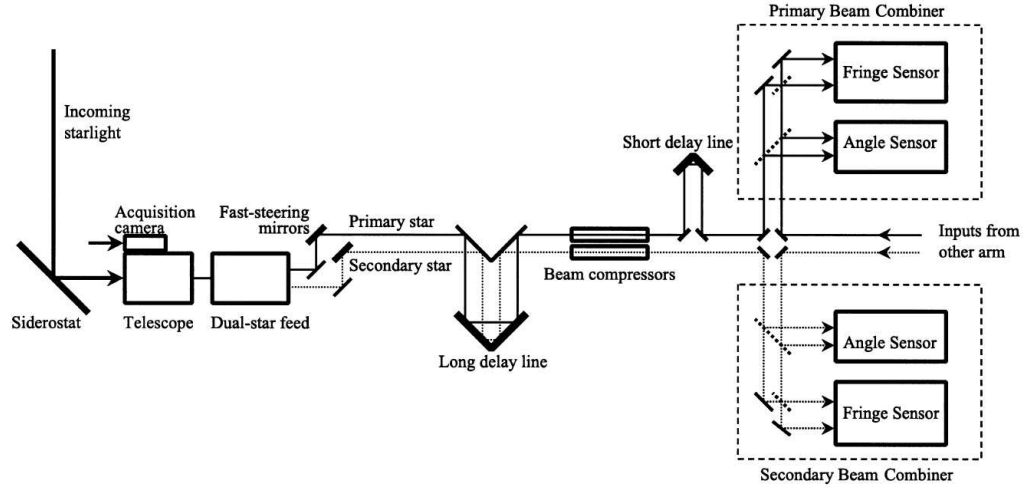 Primary Beam Combiner
Fringe Sensor
Angle Sensor
Incoming
starlight
Short delay line
Acquisition
camera
Fast-steering
mirrors
Primary star
Secondary star
Beam compressors
Inputs from
other arm
Siderostat
Telescope
Dual-star feed
Long delay line
Angle Sensor
Fringe Sensor
Secondary Beam Combiner